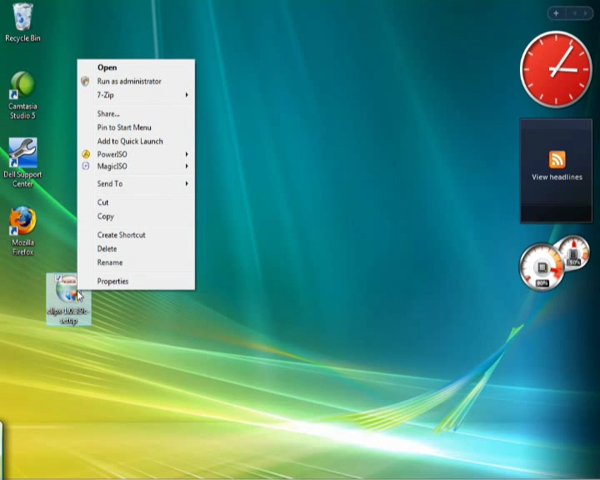 Recycle Bin
Camtasia
Studio 5
Dell Support
Center
Mozilla
Firefox
Open
Run as administrator
7-Zip
Share...
Pin to Start Menu
Add to Quick Launch
PowerISO
MagicISO
Send To
Cut
Copy
Create Shortcut
Delete
Rename
Properties
setup
View headlines